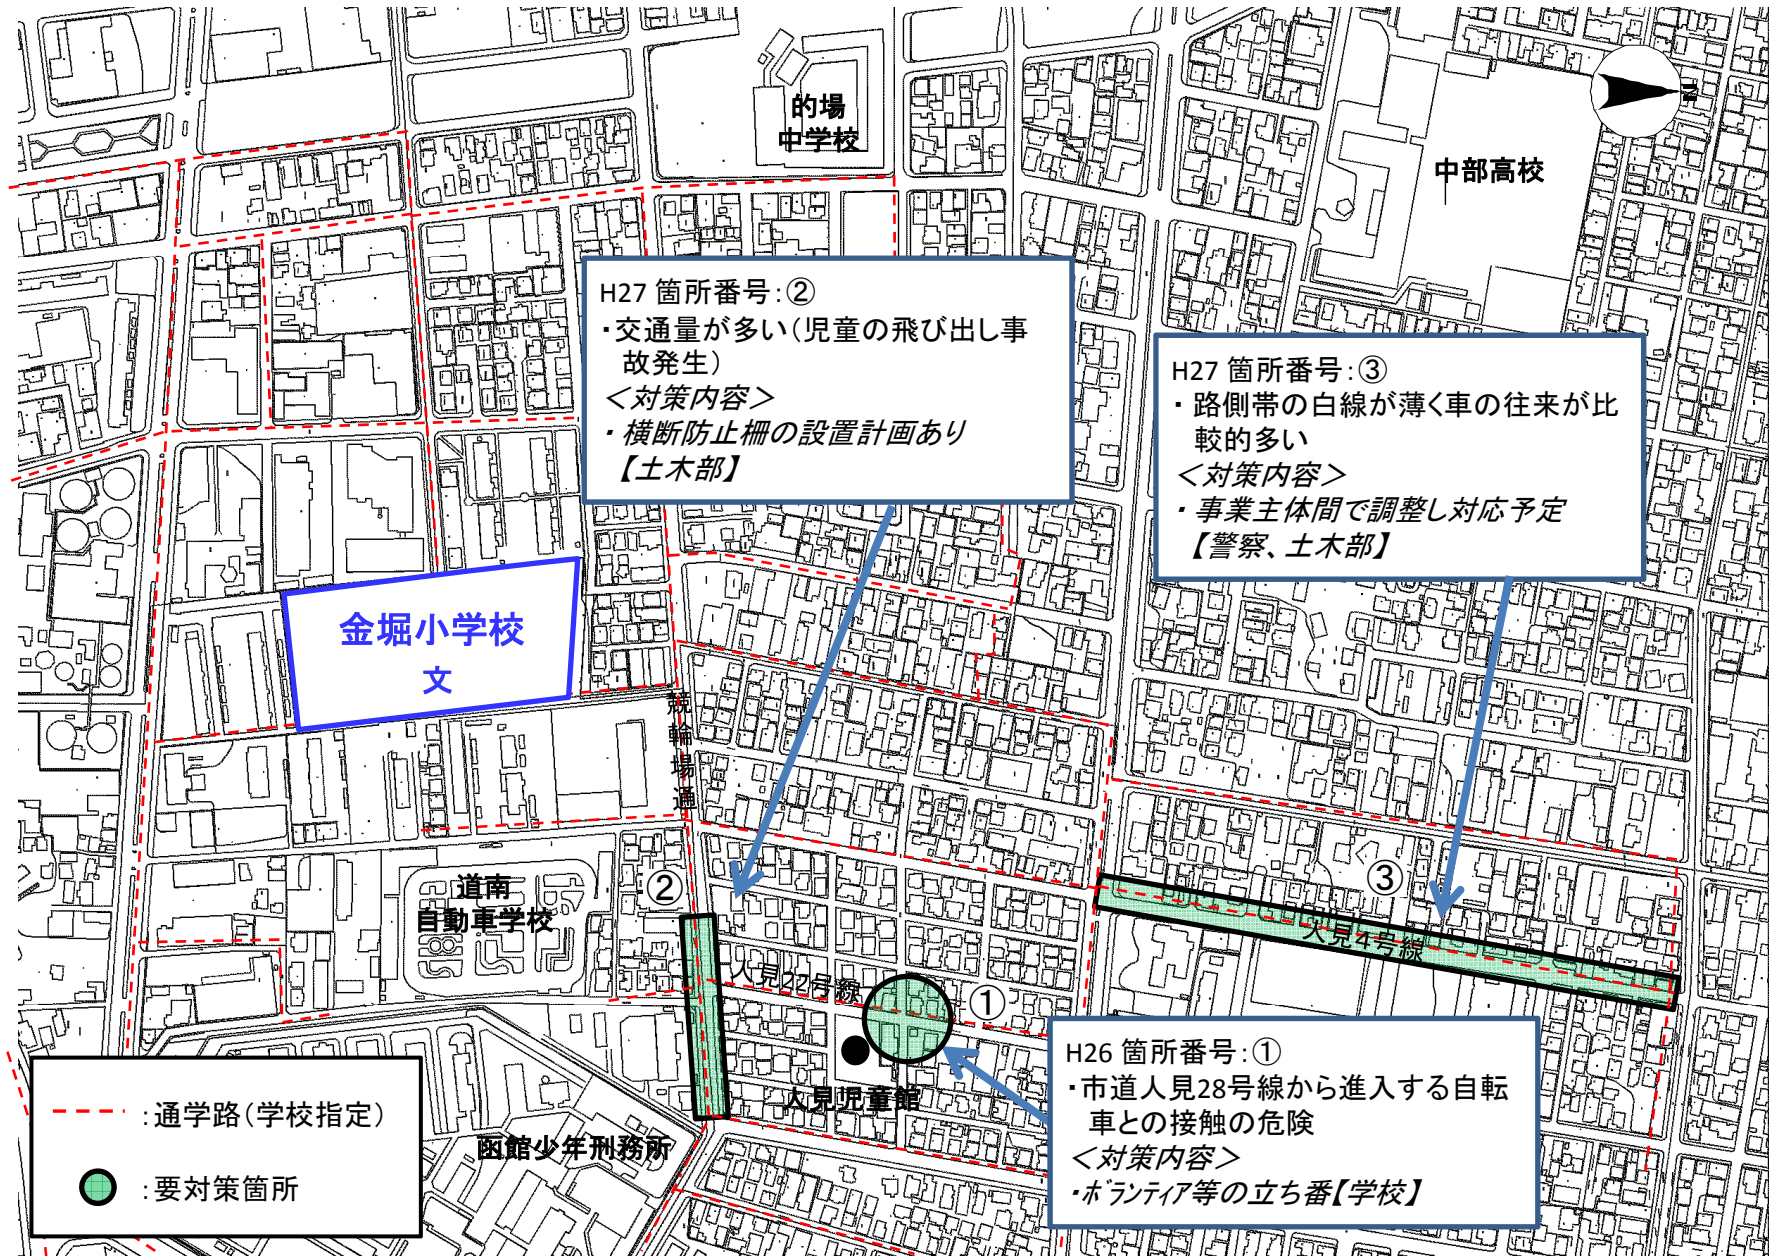 的場
中学校
中部高校
H27 箇所番号:②
・交通量が多い(児童の飛び出し事
故発生)
<対策内容>
・横断防止柵の設置計画あり
【土木部】
H27 箇所番号:③
・路側帯の白線が薄く車の往来が比
較的多い
<対策内容>
・事業主体間で調整し対応予定
【警察、土木部】
金堀小学校
文
競輪場通
道南
自動車学校
②
③
人見4号線
人見22号線
①
人見児童館
函館少年刑務所
H26 箇所番号:①
・市道人見28号線から進入する自転
車との接触の危険
<対策内容>
・ボランティア等の立ち番【学校】
:通学路(学校指定)
:要対策箇所